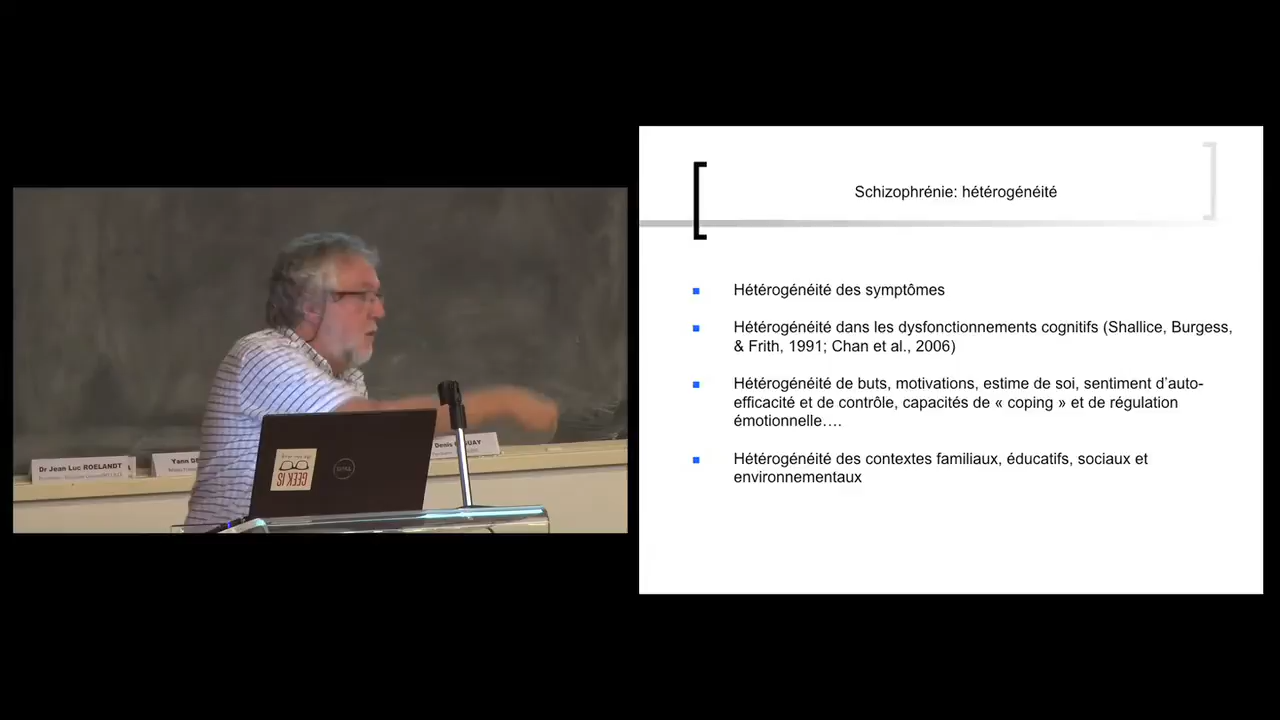 Schizophrénie: hétérogénéité
Hétérogénéité des symptômes
Hétérogénéité dans les dysfonctionnements cognitifs (Shallice, Burgess,
& Frith, 1991; Chan et al., 2006)
Hétérogénéité de buts, motivations, estime de soi, sentiment d'auto-
efficacité et de contrôle, capacités de « coping » et de régulation
émotionnelle….
Hétérogénéité des contextes familiaux, éducatifs, sociaux et
environnementaux
Dr Jean Luc ROELANDT
Yann
Denis
GEEK IS
DELL